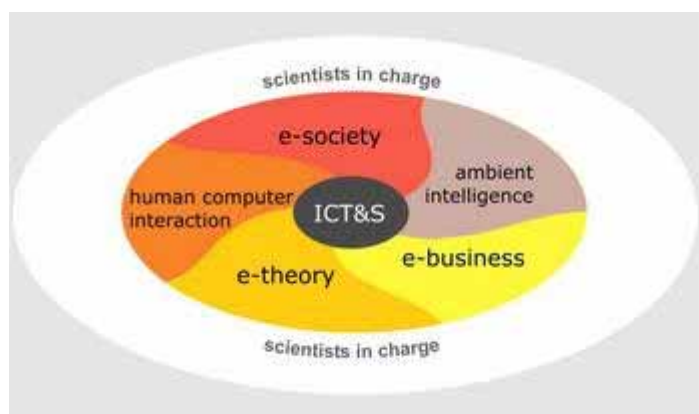 scientists in charge
e-society
ambient
intelligence
human computer
interaction
ICT&S
e-business
e-theory
scientists in charge